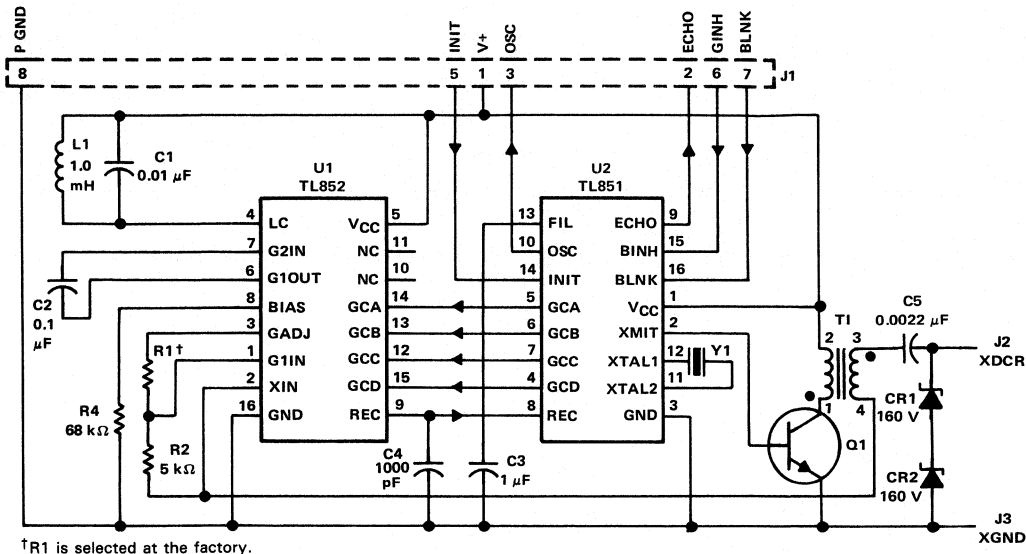 P GND
INIT
V+
OSC
ECHO
GINH
BLNK
8
5
1
3
2
6
7
J1
L1
1.0
mH
C1
0.01 µF
U1
TL852
U2
TL851
4 LC
7 G2IN
6 G1OUT
8 BIAS
3 GADJ
1 G1IN
2 XIN
16 GND
VCC 5
NC 11
NC 10
GCA 14
GCB 13
GCC 12
GCD 15
REC 9
13 FIL
10 OSC
14 INIT
5 GCA
6 GCB
7 GCC
4 GCD
8 REC
ECHO 9
BINH 15
BLNK 16
VCC 1
XMIT 2
XTAL1 12
XTAL2 11
GND 3
Y1
C2
0.1
µF
R1†
R4
68 kΩ
R2
5 kΩ
C4
1000
pF
C3
1 µF
T1
2 3
1 4
Q1
C5
0.0022 µF
J2
XDCR
CR1
160 V
CR2
160 V
J3
XGND
†R1 is selected at the factory.